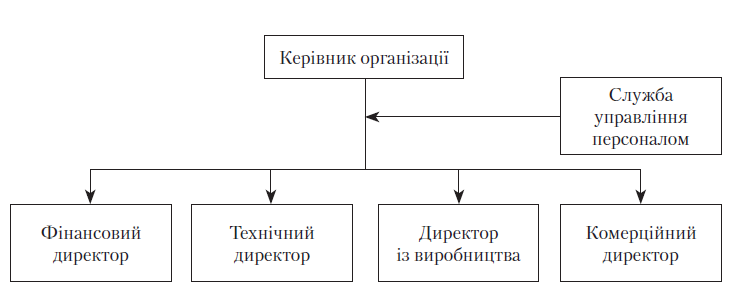 Керівник організації
Служба
управління
персоналом
Фінансовий
директор
Технічний
директор
Директор
із виробництва
Комерційний
директор